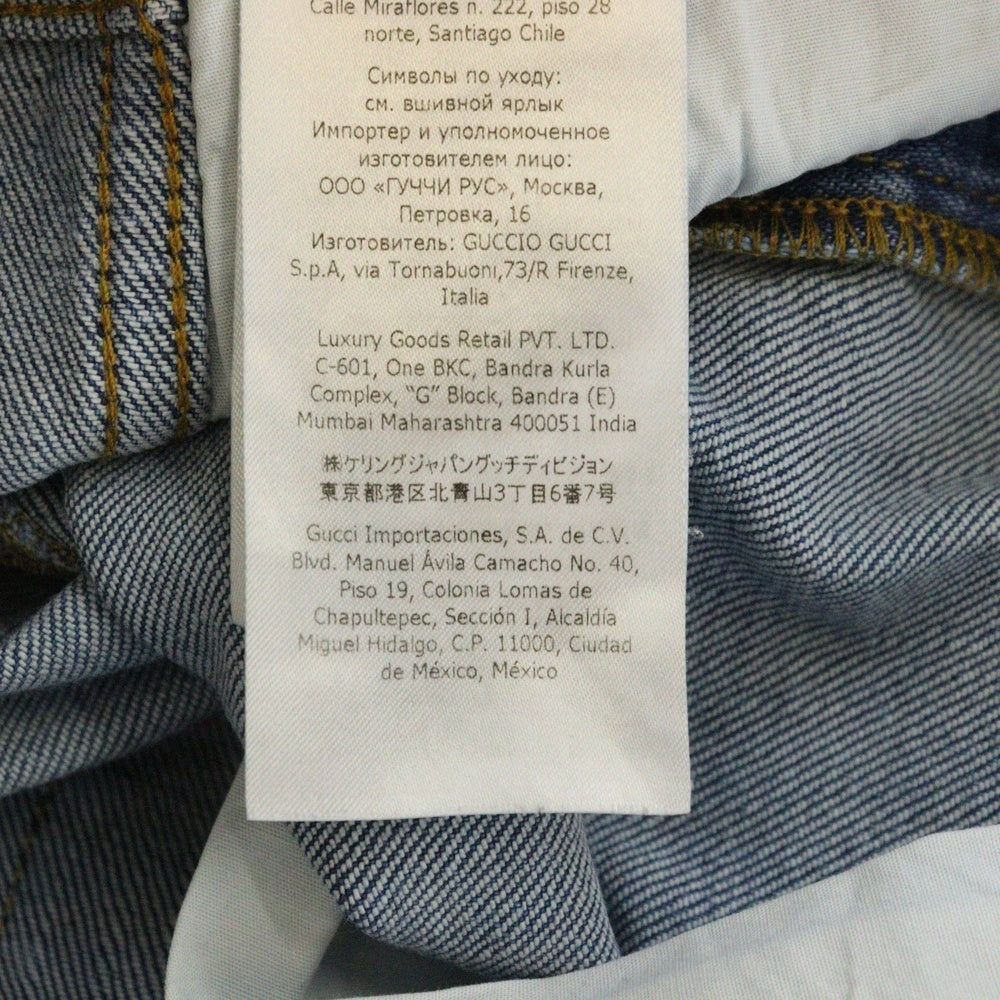 Calle Miraflores n. 222, piso 28
norte, Santiago Chile
Символы по уходу:
см. вшивной ярлык
Импортер и уполномоченное
изготовителем лицо:
ООО «ГУЧЧИ РУС», Москва,
Петровка, 16
Изготовитель: GUCCIO GUCCI
S.p.A, via Tornabuoni,73/R Firenze,
Italia
Luxury Goods Retail PVT. LTD.
C-601, One BKC, Bandra Kurla
Complex, “G” Block, Bandra (E)
Mumbai Maharashtra 400051 India
㈱ケリングジャパングッチディビジョン
東京都港区北青山3丁目6番7号
Gucci Importaciones, S.A. de C.V.
Blvd. Manuel Ávila Camacho No. 40,
Piso 19, Colonia Lomas de
Chapultepec, Sección I, Alcaldía
Miguel Hidalgo, C.P. 11000, Ciudad
de México, México